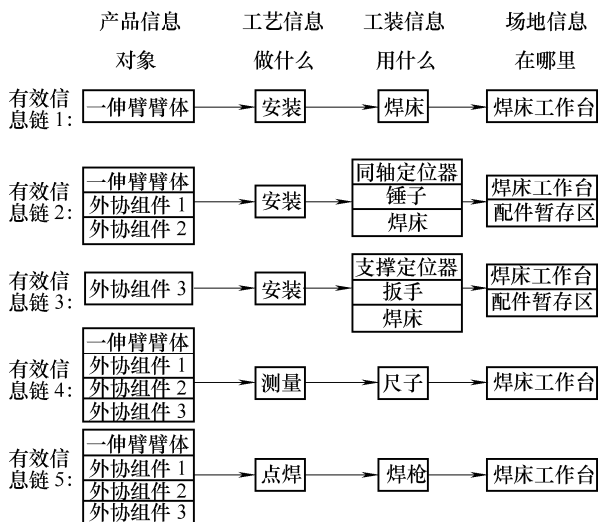 产品信息 工艺信息 工装信息 场地信息
对象 做什么 用什么 在哪里
有效信息链 1: 一伸臂臂体 安装 焊床 焊床工作台
有效信息链 2:
一伸臂臂体
外协组件 1
外协组件 2
安装
同轴定位器
锤子
焊床
焊床工作台
配件暂存区
有效信息链 3:
外协组件 3
安装
支撑定位器
扳手
焊床
焊床工作台
配件暂存区
有效信息链 4:
一伸臂臂体
外协组件 1
外协组件 2
外协组件 3
测量
尺子
焊床工作台
有效信息链 5:
一伸臂臂体
外协组件 1
外协组件 2
外协组件 3
点焊
焊枪
焊床工作台